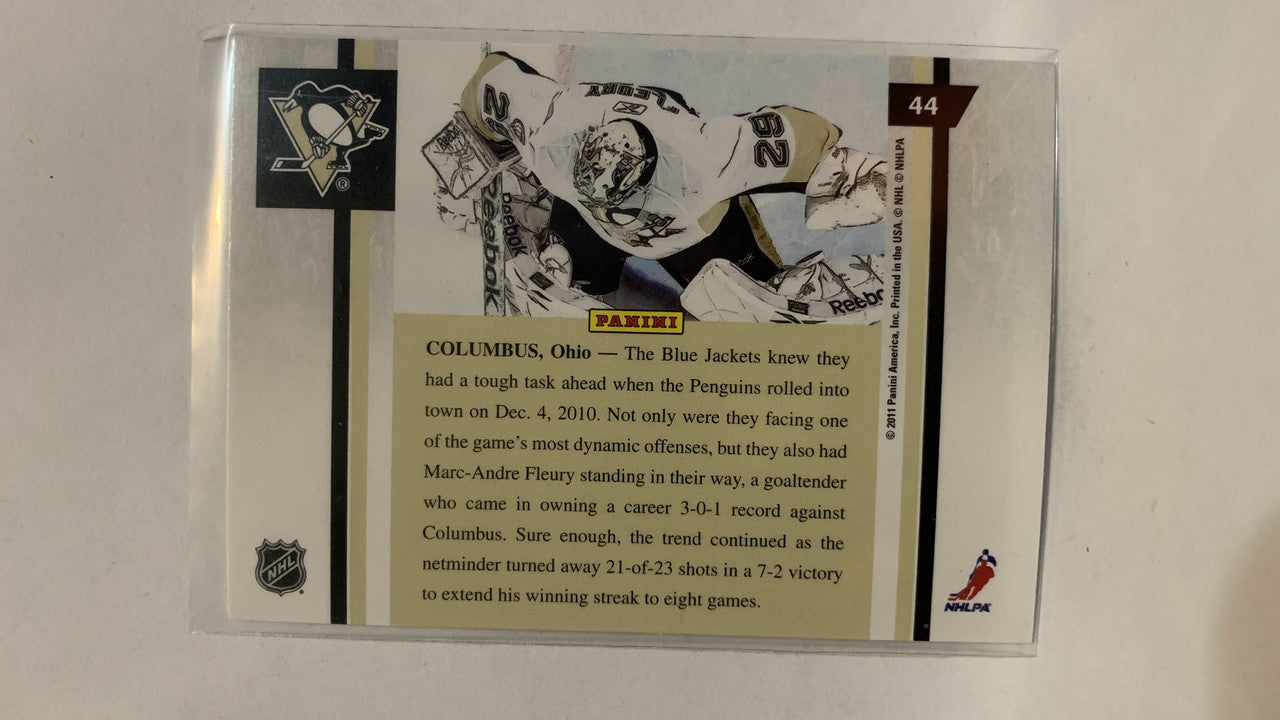 ®
29
FLEURY
29
44
Reebok
Reebok
Reebok
PANINI
COLUMBUS, Ohio — The Blue Jackets knew they
had a tough task ahead when the Penguins rolled into
town on Dec. 4, 2010. Not only were they facing one
of the game's most dynamic offenses, but they also had
Marc-Andre Fleury standing in their way, a goaltender
who came in owning a career 3-0-1 record against
Columbus. Sure enough, the trend continued as the
netminder turned away 21-of-23 shots in a 7-2 victory
to extend his winning streak to eight games.
© 2011 Panini America, Inc. Printed in the USA. © NHL © NHLPA
NHL
NHLPA